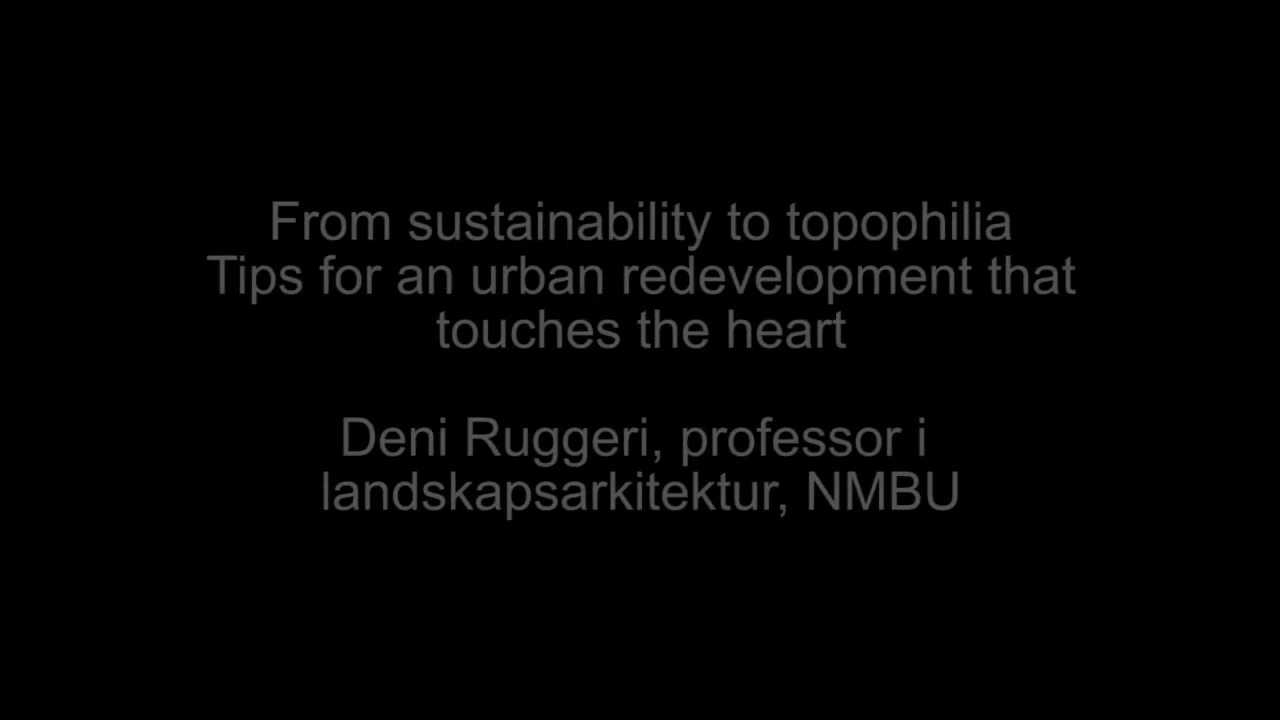 From sustainability to topophilia
Tips for an urban redevelopment that
touches the heart
Deni Ruggeri, professor i
landskapsarkitektur, NMBU